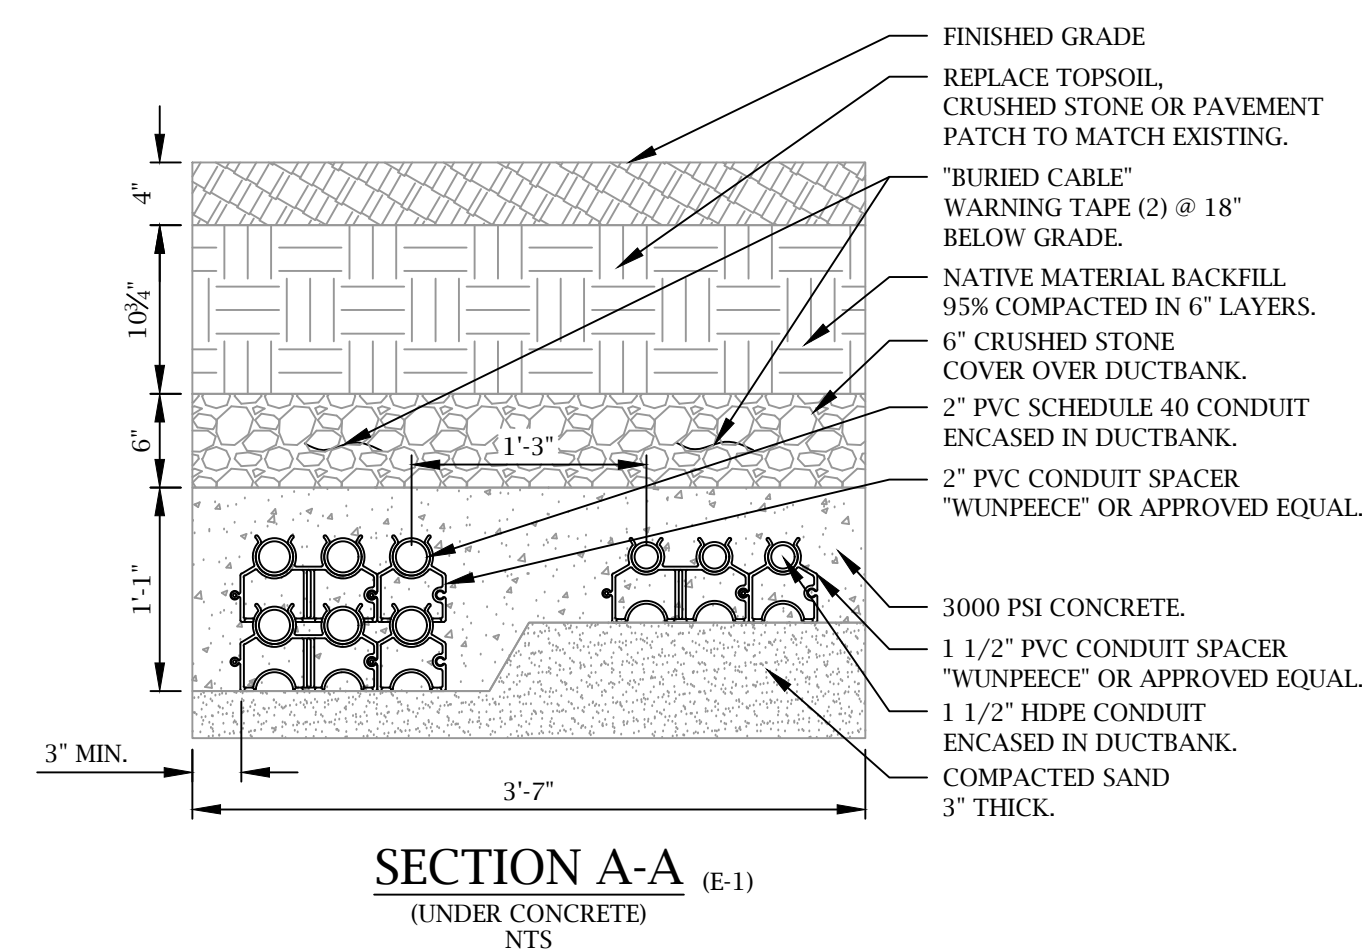 FINISHED GRADE
REPLACE TOPSOIL,
CRUSHED STONE OR PAVEMENT
PATCH TO MATCH EXISTING.
"BURIED CABLE"
WARNING TAPE (2) @ 18"
BELOW GRADE.
NATIVE MATERIAL BACKFILL
95% COMPACTED IN 6" LAYERS.
6" CRUSHED STONE
COVER OVER DUCTBANK.
2" PVC SCHEDULE 40 CONDUIT
ENCASED IN DUCTBANK.
2" PVC CONDUIT SPACER
"WUNPEECE" OR APPROVED EQUAL.
3000 PSI CONCRETE.
1 1/2" PVC CONDUIT SPACER
"WUNPEECE" OR APPROVED EQUAL.
1 1/2" HDPE CONDUIT
ENCASED IN DUCTBANK.
COMPACTED SAND
3" THICK.
4"
10¾"
6"
1'-1"
1'-3"
3" MIN.
3'-7"
SECTION A-A (E-1)
(UNDER CONCRETE)
NTS